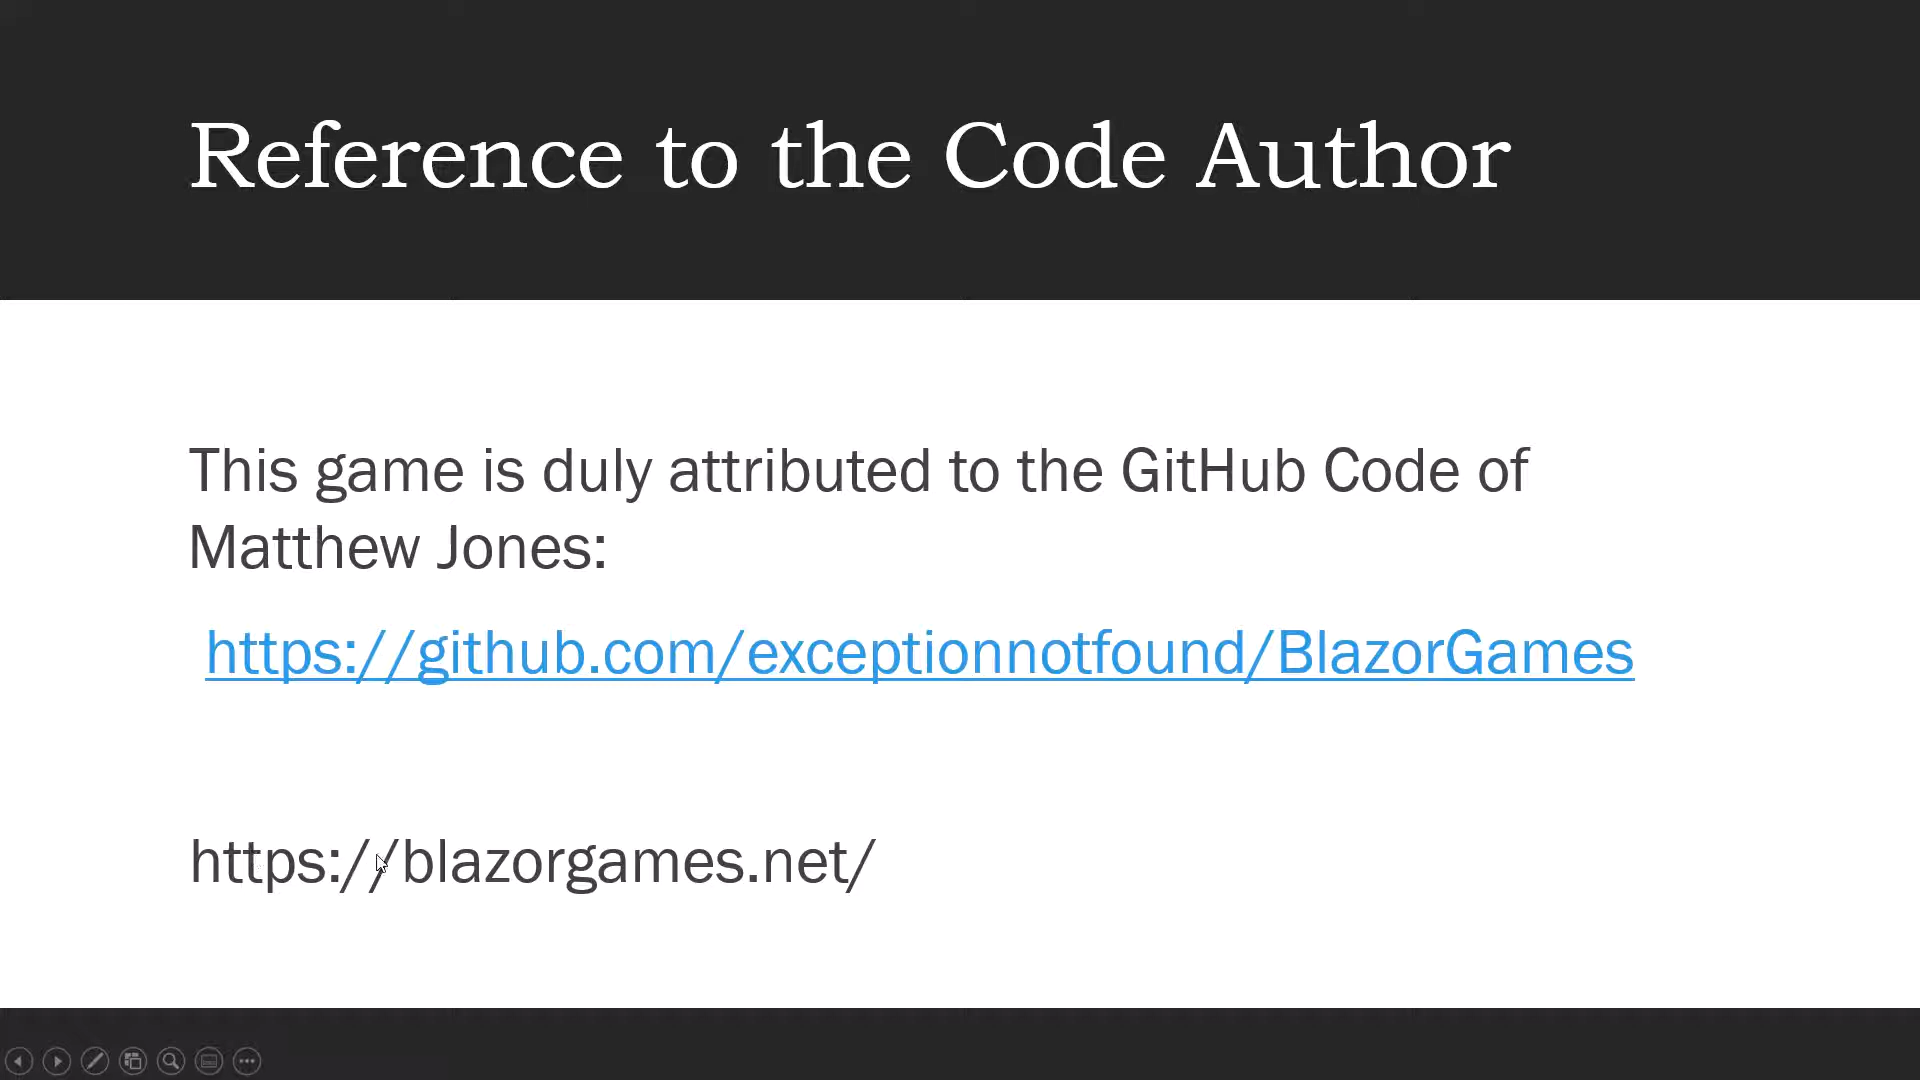 Reference to the Code Author
This game is duly attributed to the GitHub Code of
Matthew Jones:
https://github.com/exceptionnotfound/BlazorGames
https://blazorgames.net/